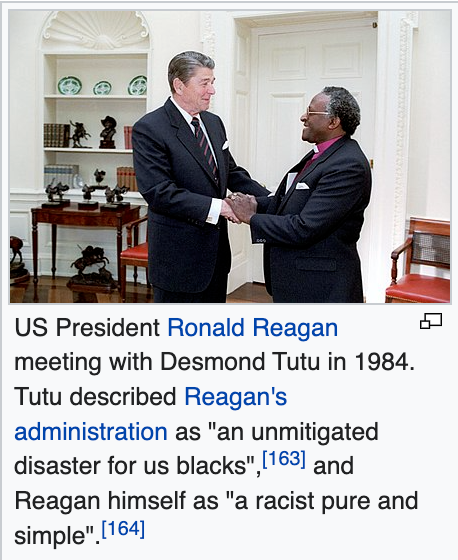 US President Ronald Reagan
meeting with Desmond Tutu in 1984.
Tutu described Reagan's
administration as "an unmitigated
disaster for us blacks",[163] and
Reagan himself as "a racist pure and
simple".[164]